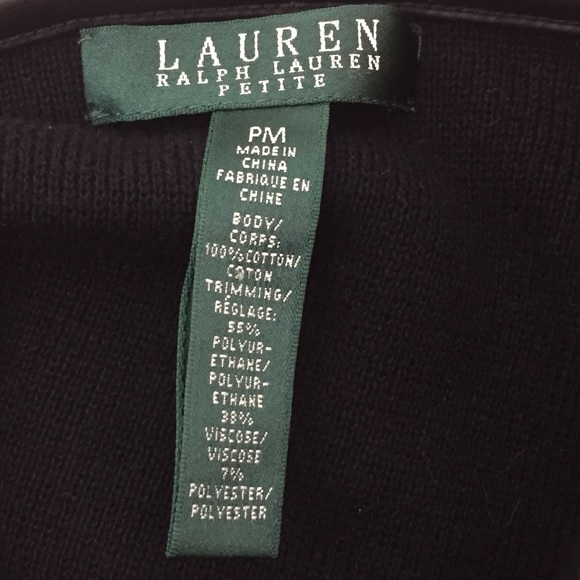 LAUREN
RALPH LAUREN
PETITE
PM
MADE IN
CHINA
FABRIQUE EN
CHINE
BODY/
CORPS:
100% COTTON/
COTON
TRIMMING/
RÉGLAGE:
55%
POLYUR-
ETHANE/
POLYUR-
ETHANE
38%
VISCOSE/
VISCOSE
7%
POLYESTER/
POLYESTER